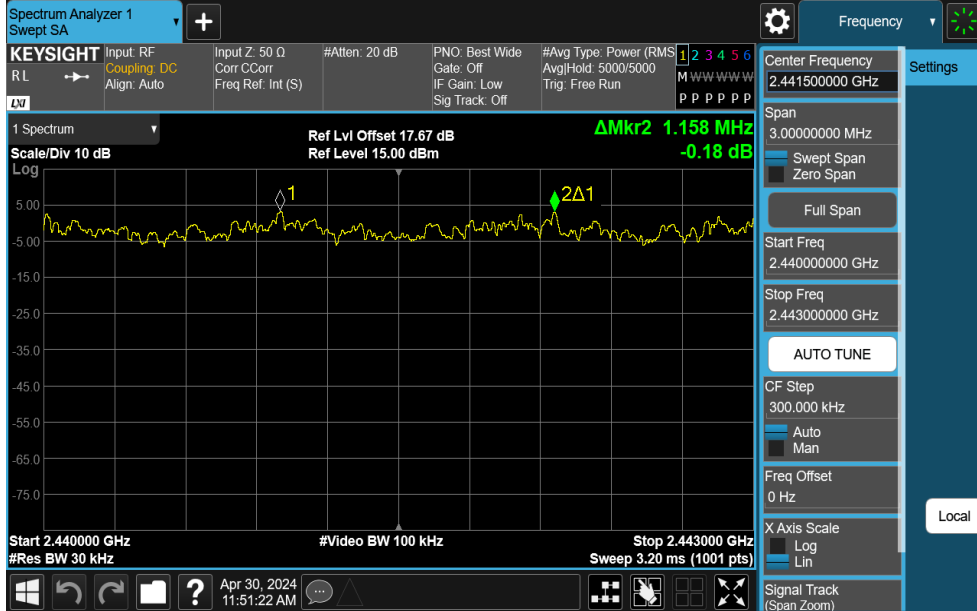 Spectrum Analyzer 1
Swept SA
+
Frequency
KEYSIGHT
RL
LXI
Input: RF
Coupling: DC
Align: Auto
Input Z: 50 Ω
Corr CCorr
Freq Ref: Int (S)
#Atten: 20 dB
PNO: Best Wide
Gate: Off
IF Gain: Low
Sig Track: Off
#Avg Type: Power (RMS
Avg|Hold: 5000/5000
Trig: Free Run
1 2 3 4 5 6
M W W W W W
P P P P P P
1 Spectrum
Scale/Div 10 dB
Log
Ref Lvl Offset 17.67 dB
Ref Level 15.00 dBm
ΔMkr2 1.158 MHz
-0.18 dB
1
2Δ1
5.00
-5.00
-15.0
-25.0
-35.0
-45.0
-55.0
-65.0
-75.0
Start 2.440000 GHz
#Video BW 100 kHz
Stop 2.443000 GHz
#Res BW 30 kHz
Sweep 3.20 ms (1001 pts)
?
Apr 30, 2024
11:51:22 AM
Center Frequency
2.441500000 GHz
Span
3.00000000 MHz
Swept Span
Zero Span
Full Span
Start Freq
2.440000000 GHz
Stop Freq
2.443000000 GHz
AUTO TUNE
CF Step
300.000 kHz
Auto
Man
Freq Offset
0 Hz
X Axis Scale
Log
Lin
Signal Track
(Span Zoom)
Settings
Local